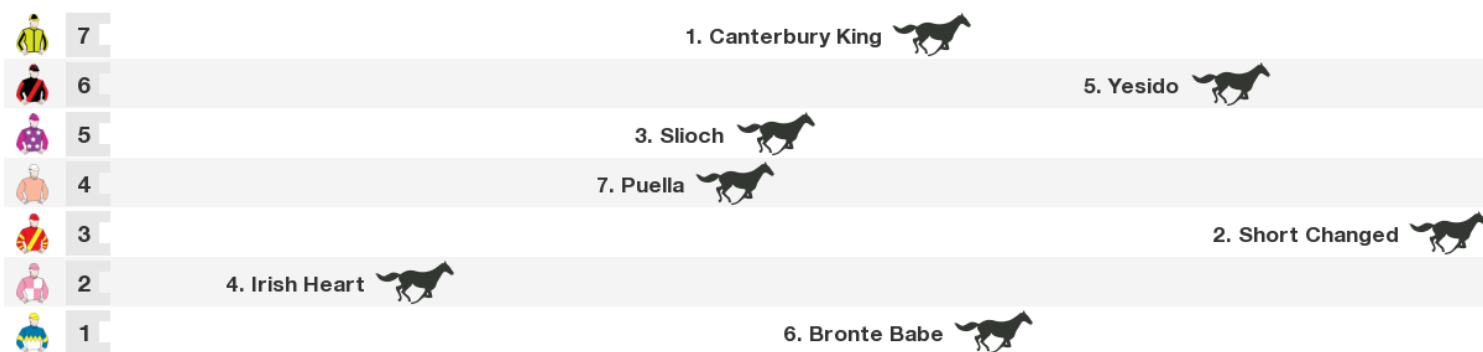 7 1. Canterbury King
6 5. Yesido
5 3. Slioch
4 7. Puella
3 2. Short Changed
2 4. Irish Heart
1 6. Bronte Babe